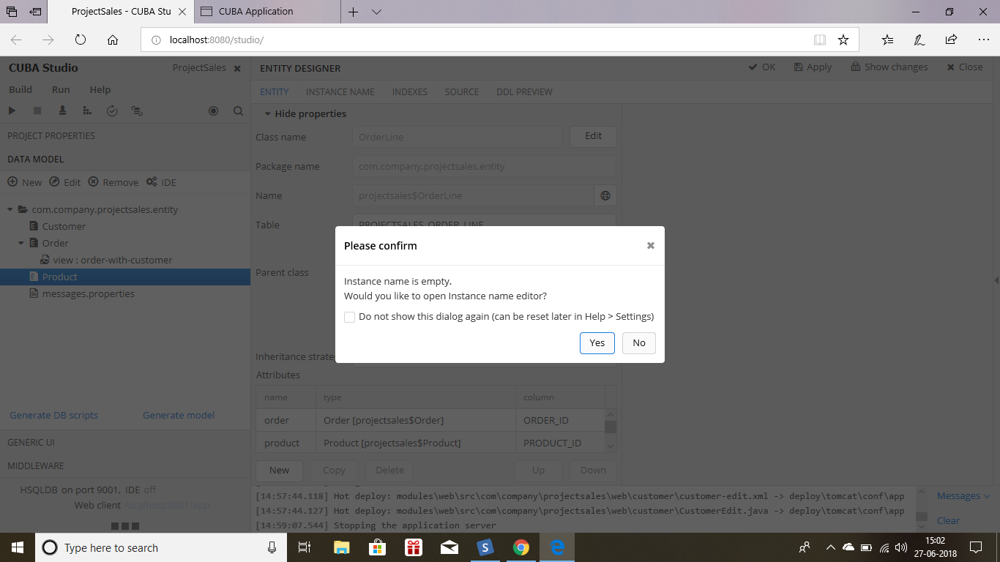 ProjectSales - CUBA Stu
CUBA Application
localhost:8080/studio/
CUBA Studio
ProjectSales
Build Run Help
PROJECT PROPERTIES
DATA MODEL
New Edit Remove IDE
com.company.projectsales.entity
Customer
Order
view : order-with-customer
Product
messages.properties
Generate DB scripts Generate model
GENERIC UI
MIDDLEWARE
HSQLDB on port 9001, IDE off
Web client localhost:8081/app
ENTITY DESIGNER
OK Apply Show changes Close
ENTITY INSTANCE NAME INDEXES SOURCE DDL PREVIEW
Hide properties
Class name OrderLine Edit
Package name com.company.projectsales.entity
Name projectsales$OrderLine
Table PROJECTSALES_ORDER_LINE
Parent class
Please confirm
Instance name is empty.
Would you like to open Instance name editor?
Do not show this dialog again (can be reset later in Help > Settings)
Yes No
Inheritance strate
Attributes
name type column
order Order [projectsales$Order] ORDER_ID
product Product [projectsales$Product] PRODUCT_ID
New Copy Delete Up Down
[14:57:44.118] Hot deploy: modules\web\src\com\company\projectsales\web\customer\customer-edit.xml -> deploy\tomcat\conf\app
[14:57:44.127] Hot deploy: modules\web\src\com\company\projectsales\web\customer\CustomerEdit.java -> deploy\tomcat\conf\app
[14:59:07.544] Stopping the application server
Messages
Clear
Type here to search
15:02
27-06-2018